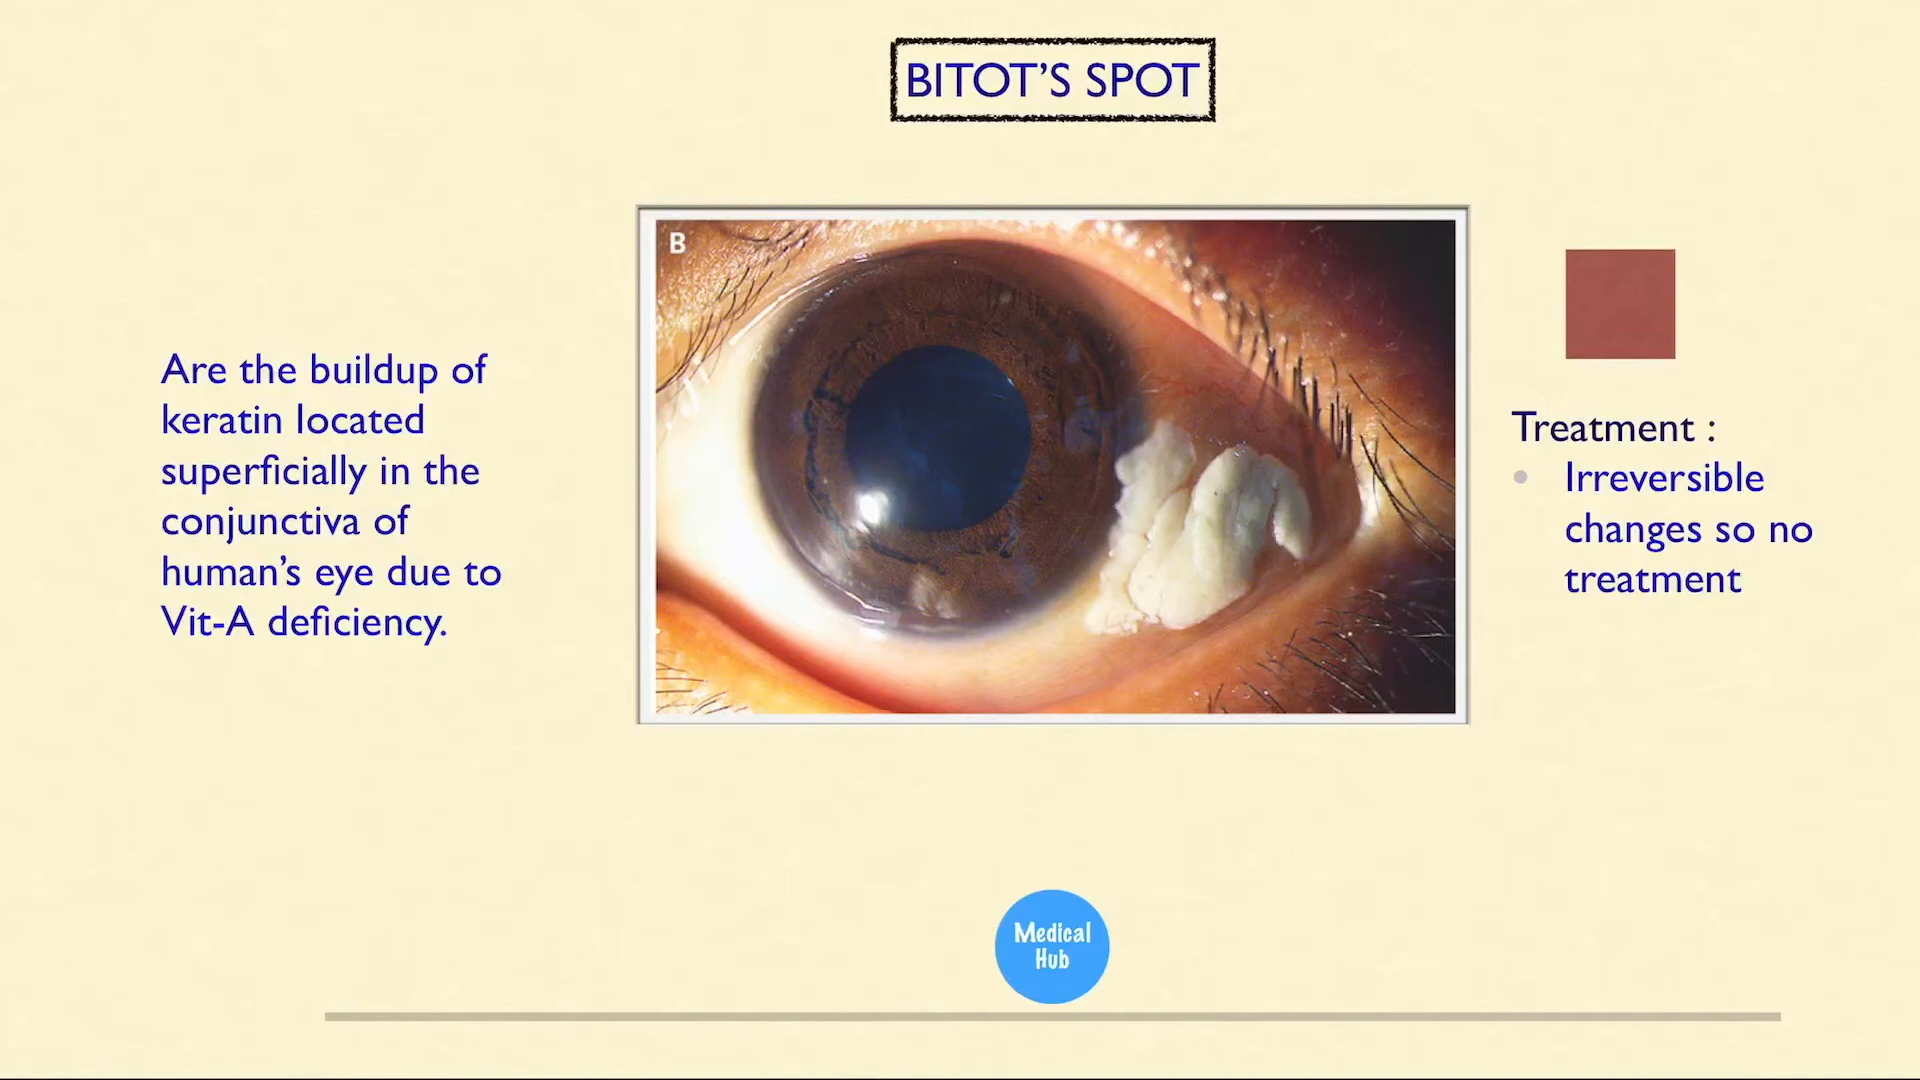 BITOT’S SPOT
B
Are the buildup of
keratin located
superficially in the
conjunctiva of
human’s eye due to
Vit-A deficiency.
Treatment :
• Irreversible
changes so no
treatment
Medical
Hub